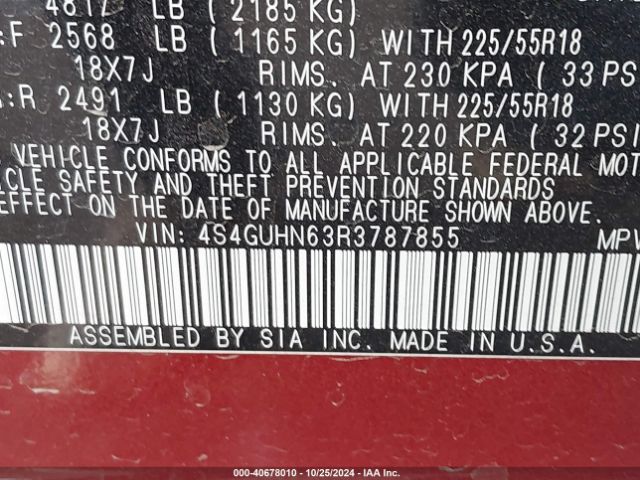 4817 LB ( 2185 KG)
:F 2568 LB ( 1165 KG) WITH 225/55R18
18X7J RIMS. AT 230 KPA ( 33 PS
:R 2491 LB ( 1130 KG) WITH 225/55R18
18X7J RIMS. AT 220 KPA ( 32 PSI
VEHICLE CONFORMS TO ALL APPLICABLE FEDERAL MOT
ICLE SAFETY AND THEFT PREVENTION STANDARDS
EFFECT ON THE DATE OF MANUFACTURE SHOWN ABOVE.
VIN: 4S4GUHN63R3787855 MPV
ASSEMBLED BY SIA INC. MADE IN U.S.A.
000-40678010 - 10/25/2024 - IAA Inc.